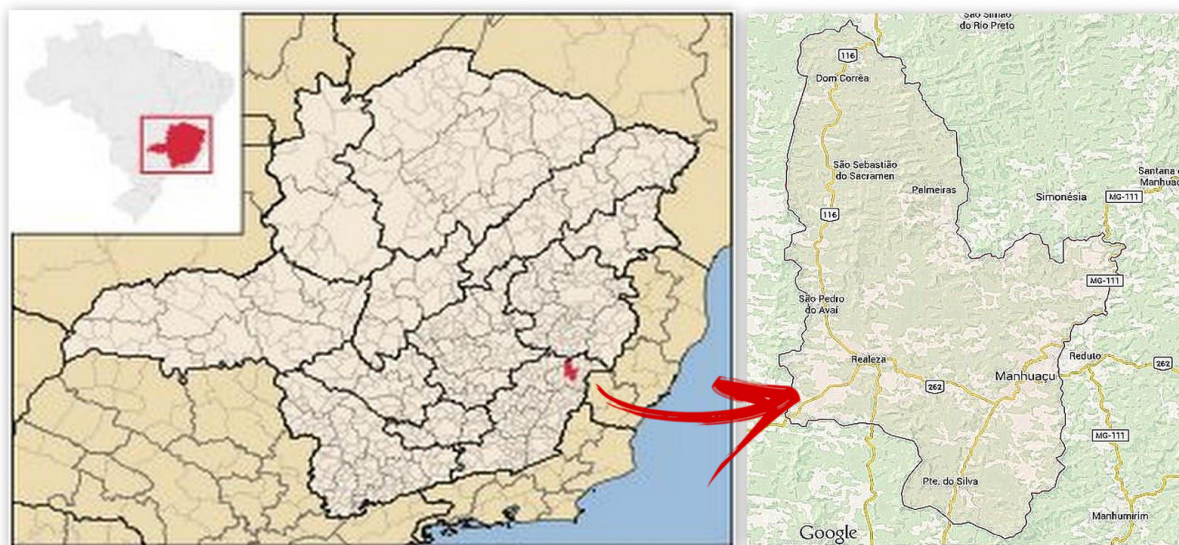 São Simão
do Rio Preto
116
Dom Corrêa
São Sebastião
do Sacramen
Palmeiras
Santana
Manhuaç
Simonésia
MG-111
116
MG-111
São Pedro
do Avaí
Realeza
Reduto
262
Manhuaçu
262
MG-111
Pte. do Silva
Manhumirim
Google